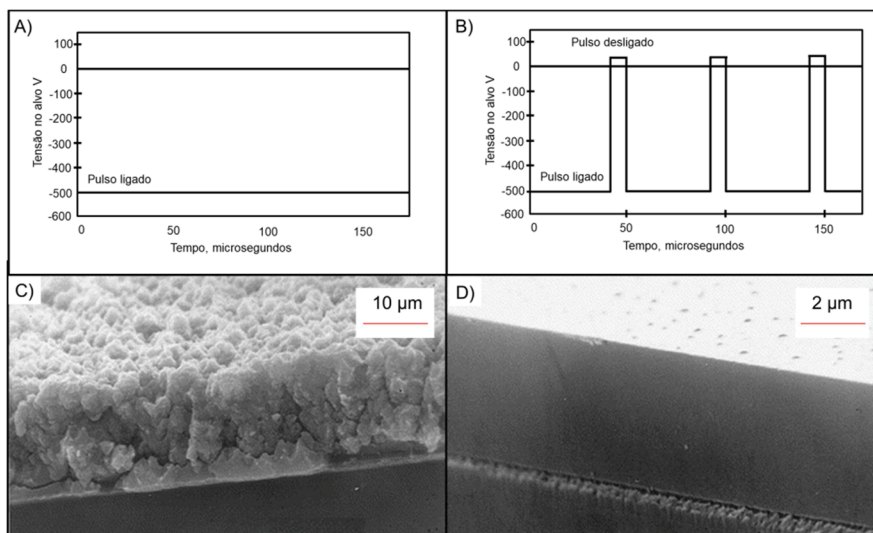 A)
100
0
-100
-200
-300
-400
-500
-600
Tensão no alvo V
Pulso ligado
0 50 100 150
Tempo, microsegundos
B)
Pulso desligado
100
0
-100
-200
-300
-400
-500
-600
Tensão no alvo V
Pulso ligado
0 50 100 150
Tempo, microsegundos
C)
10 µm
D)
2 µm